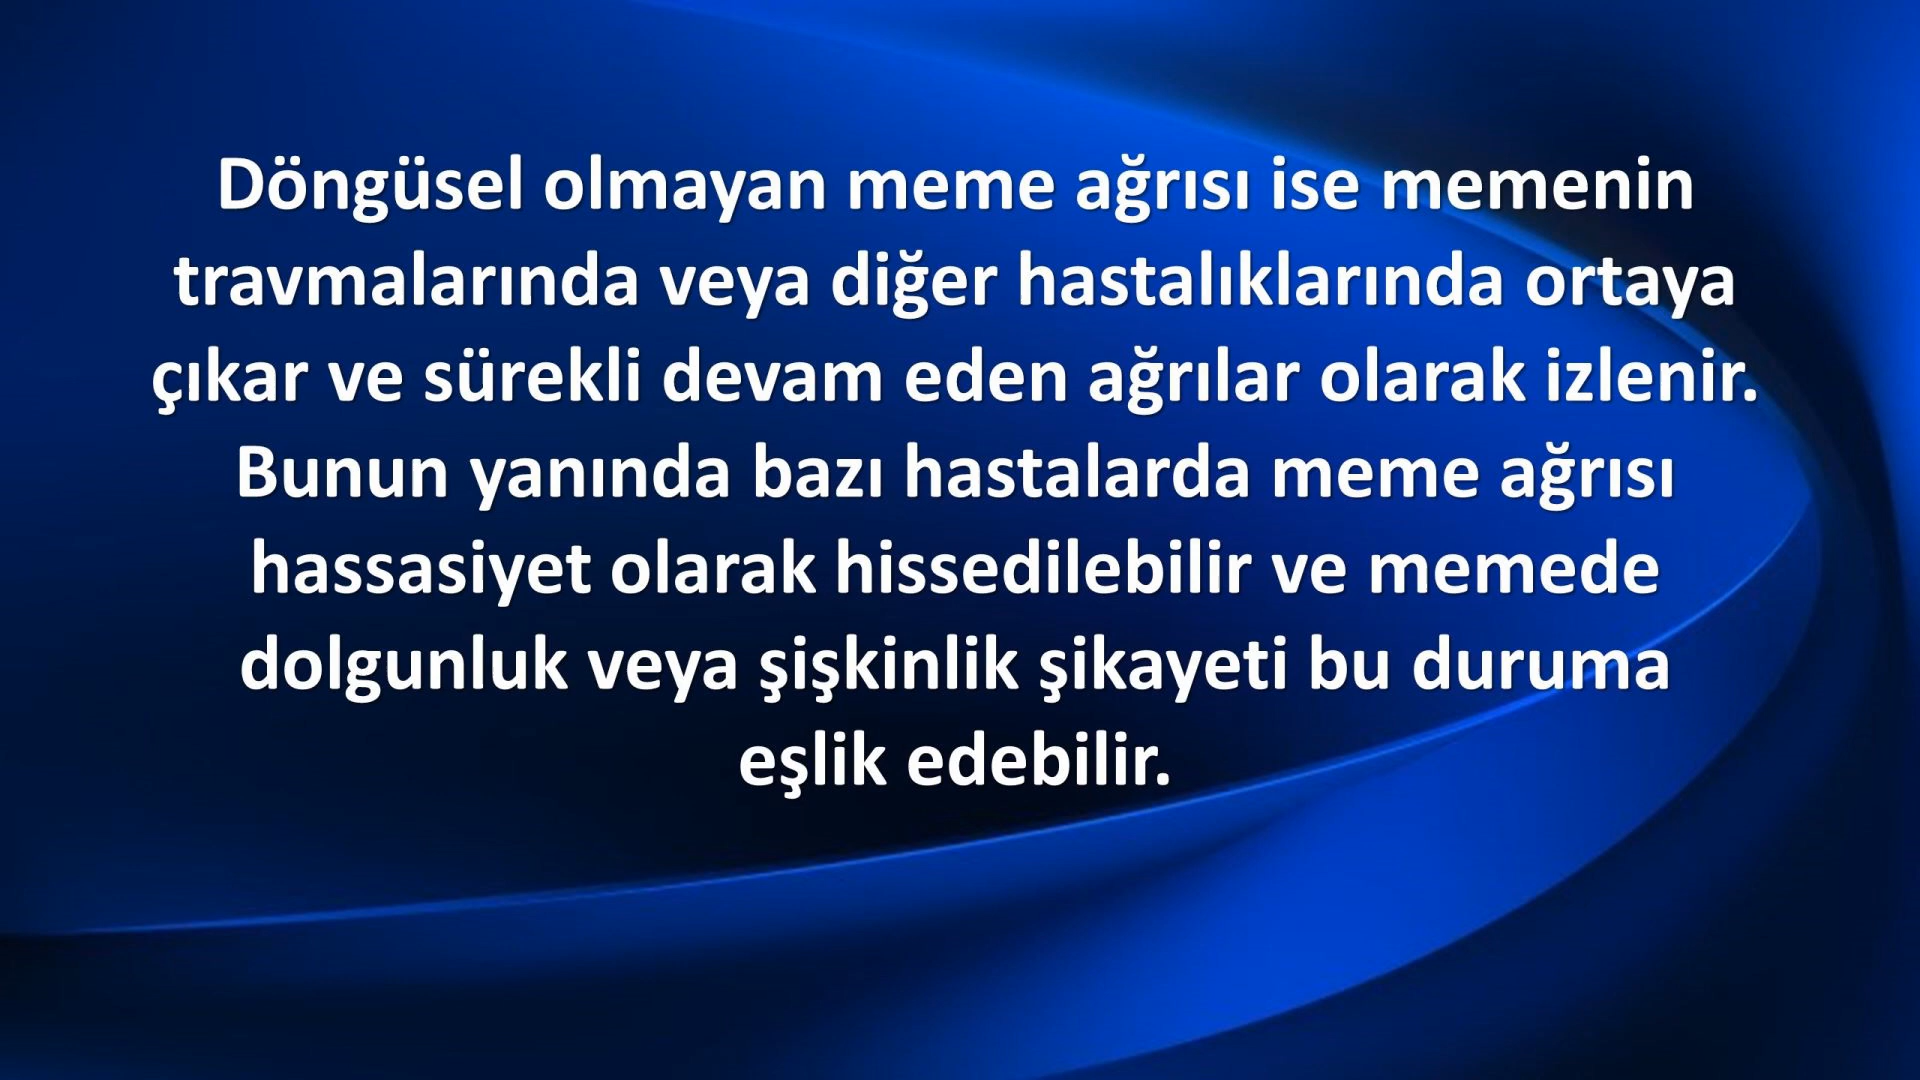 Döngüsel olmayan meme ağrısı ise memenin
travmalarında veya diğer hastalıklarında ortaya
çıkar ve sürekli devam eden ağrılar olarak izlenir.
Bunun yanında bazı hastalarda meme ağrısı
hassasiyet olarak hissedilebilir ve memede
dolgunluk veya şişkinlik şikayeti bu duruma
eşlik edebilir.